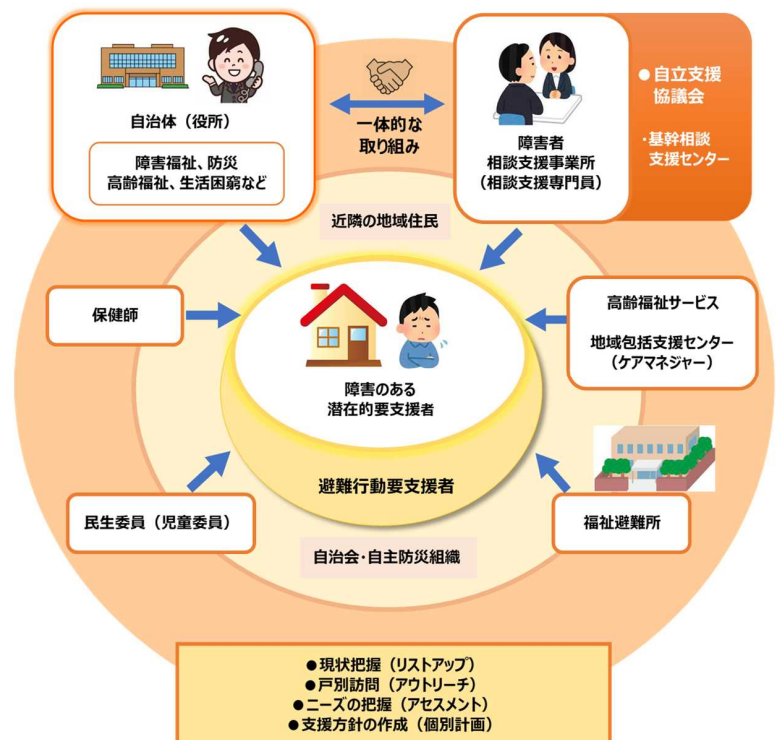 自治体（役所）
障害福祉、防災
高齢福祉、生活困窮など
一体的な
取り組み
障害者
相談支援事業所
（相談支援専門員）
●自立支援
協議会
・基幹相談
支援センター
近隣の地域住民
保健師
高齢福祉サービス
地域包括支援センター
（ケアマネジャー）
障害のある
潜在的要支援者
避難行動要支援者
民生委員（児童委員）
福祉避難所
自治会・自主防災組織
●現状把握（リストアップ）
●戸別訪問（アウトリーチ）
●ニーズの把握（アセスメント）
●支援方針の作成（個別計画）